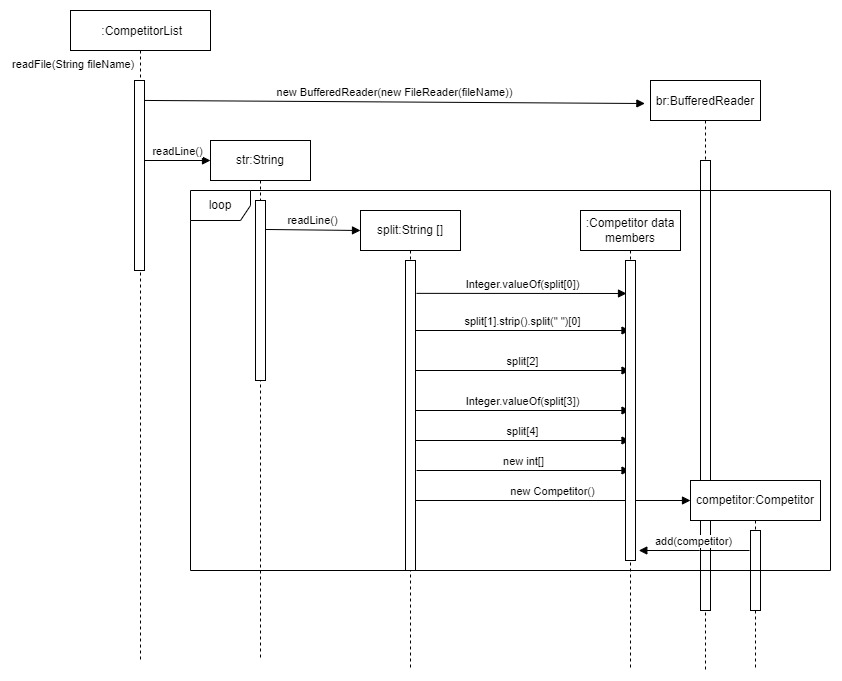 :CompetitorList
readFile(String fileName)
new BufferedReader(new FileReader(fileName))
br:BufferedReader
readLine()
str:String
loop
readLine()
split:String []
:Competitor data
members
Integer.valueOf(split[0])
split[1].strip().split(" ")[0]
split[2]
Integer.valueOf(split[3])
split[4]
new int[]
new Competitor()
competitor:Competitor
add(competitor)